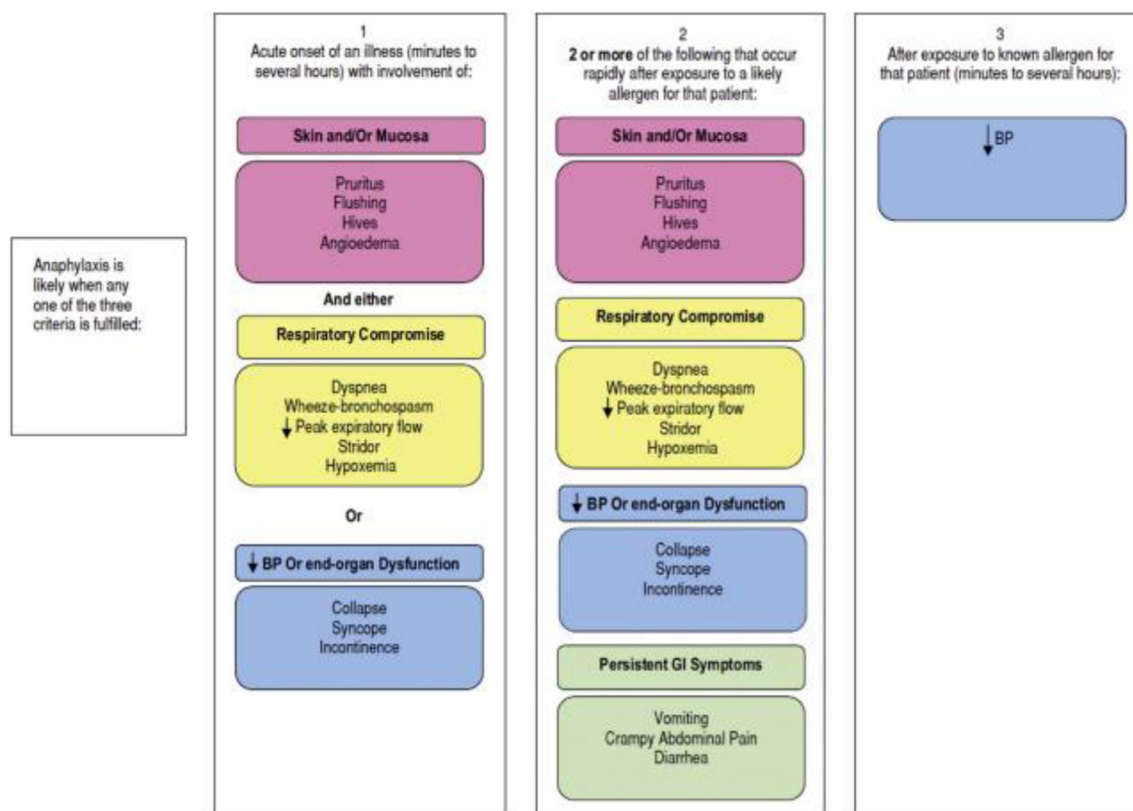 Anaphylaxis is
likely when any
one of the three
criteria is fulfilled:
1
Acute onset of an illness (minutes to
several hours) with involvement of:
Skin and/Or Mucosa
Pruritus
Flushing
Hives
Angioedema
And either
Respiratory Compromise
Dyspnea
Wheeze-bronchospasm
↓ Peak expiratory flow
Stridor
Hypoxemia
Or
↓ BP Or end-organ Dysfunction
Collapse
Syncope
Incontinence
2
2 or more of the following that occur
rapidly after exposure to a likely
allergen for that patient:
Skin and/Or Mucosa
Pruritus
Flushing
Hives
Angioedema
Respiratory Compromise
Dyspnea
Wheeze-bronchospasm
↓ Peak expiratory flow
Stridor
Hypoxemia
↓ BP Or end-organ Dysfunction
Collapse
Syncope
Incontinence
Persistent GI Symptoms
Vomiting
Crampy Abdominal Pain
Diarrhea
3
After exposure to known allergen for
that patient (minutes to several hours):
↓ BP